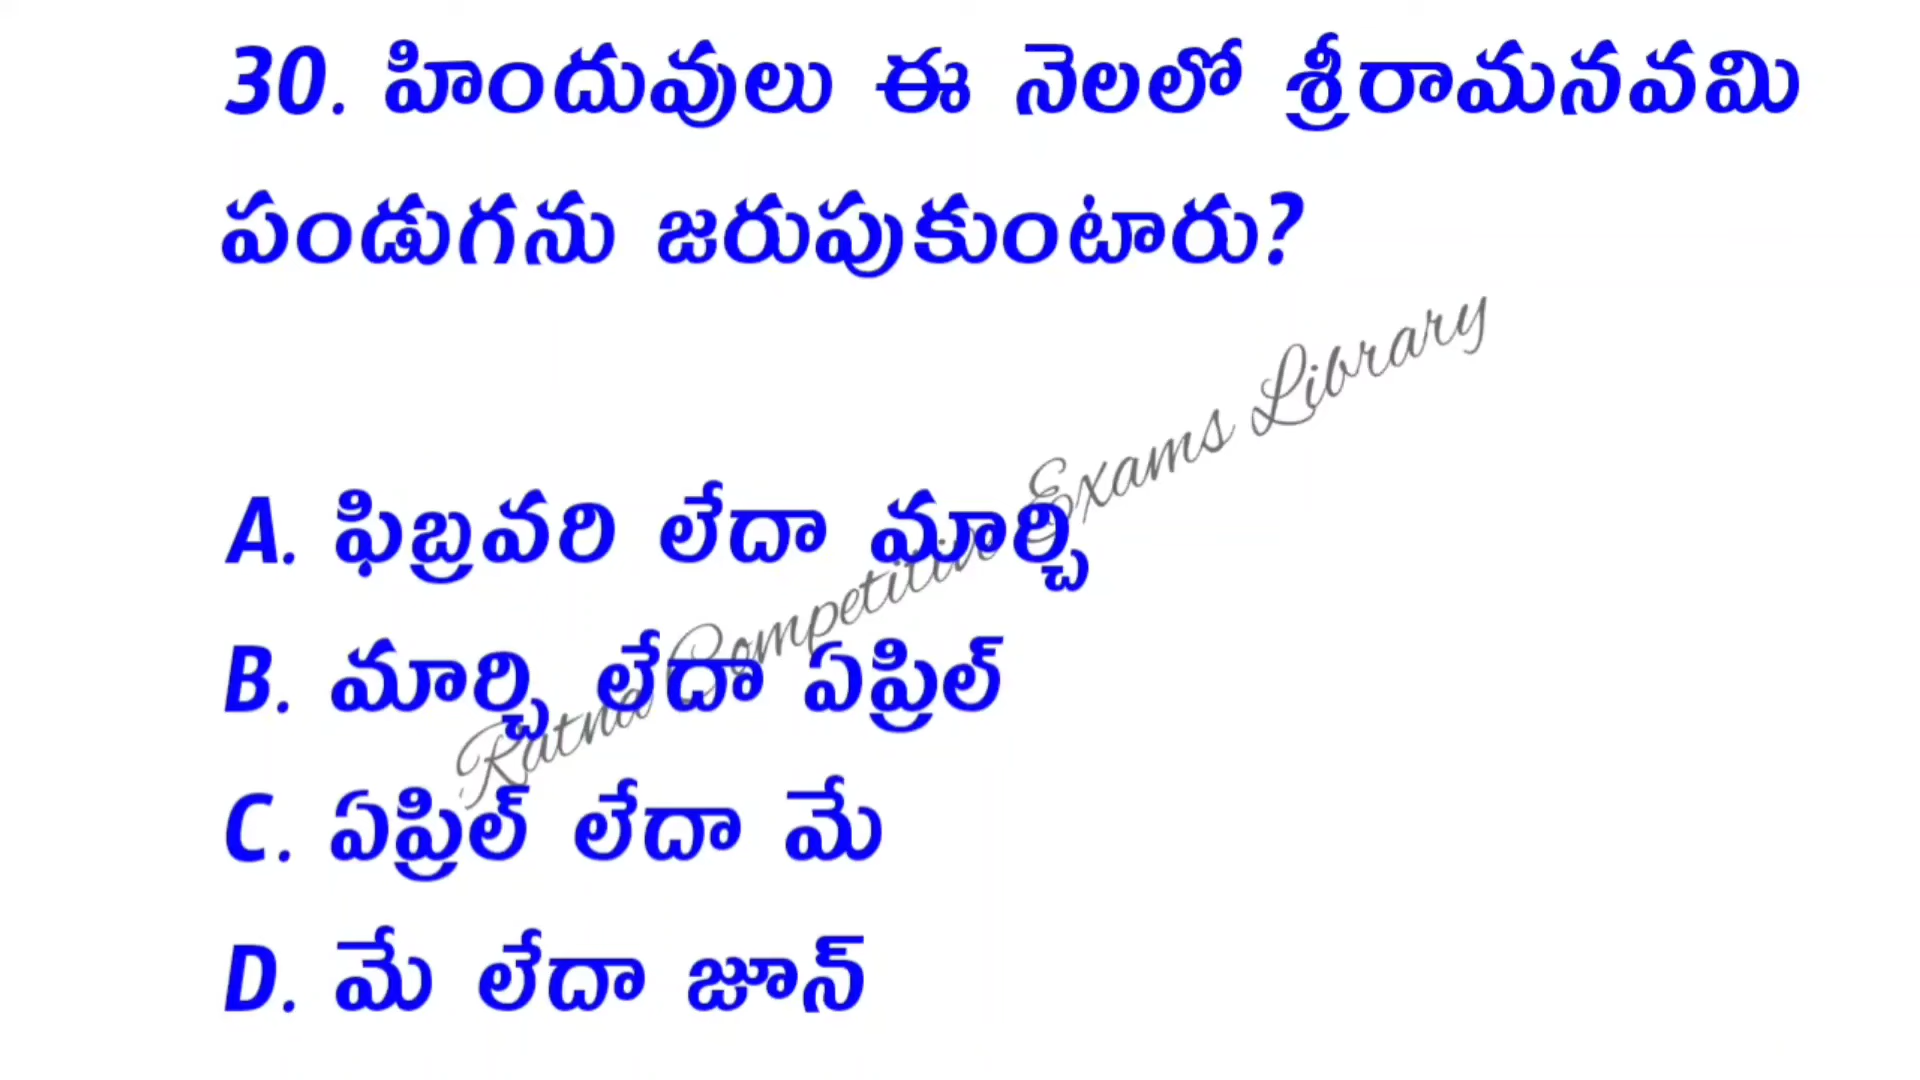 30. హిందువులు ఈ నెలలో శ్రీరామనవమి
పండుగను జరుపుకుంటారు?
A. ఫిబ్రవరి లేదా మార్చి
B. మార్చి లేదా ఏప్రిల్
C. ఏప్రిల్ లేదా మే
D. మే లేదా జూన్
Ratna Competitive Exams Library